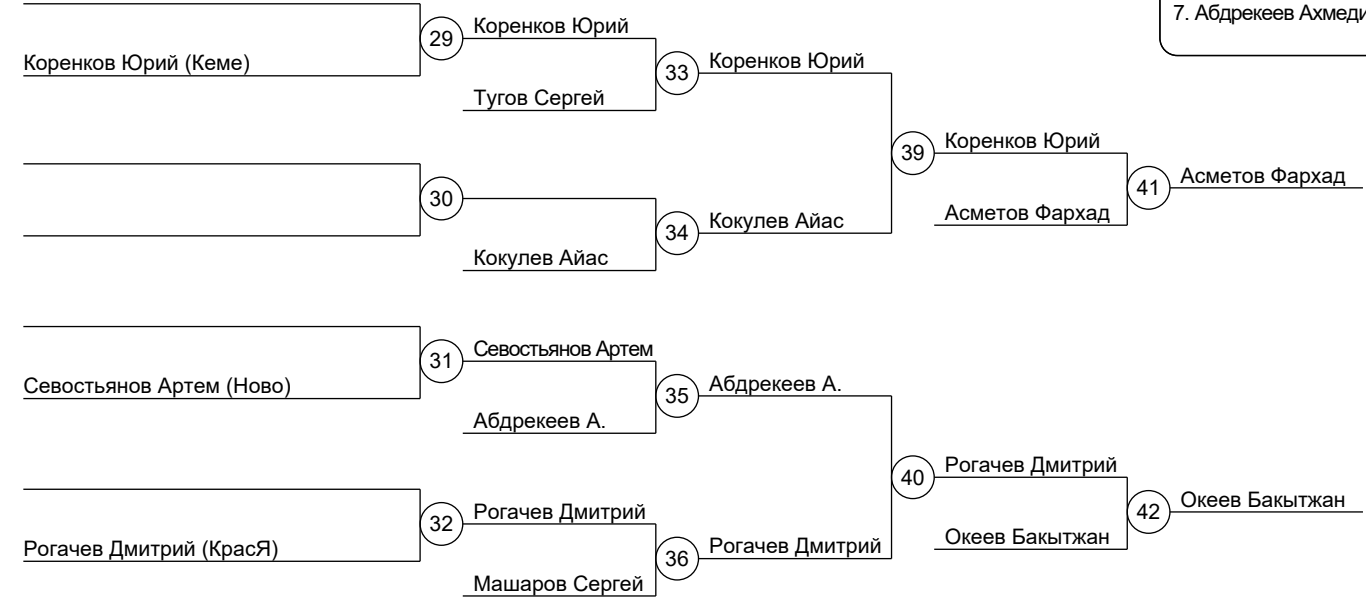 7. Абдрекеев Ахмеди
29
Коренков Юрий
Коренков Юрий (Кеме)
33
Коренков Юрий
Тугов Сергей
39
Коренков Юрий
30
41
Асметов Фархад
34
Кокулев Айас
Асметов Фархад
Кокулев Айас
31
Севостьянов Артем
Севостьянов Артем (Ново)
35
Абдрекеев А.
Абдрекеев А.
40
Рогачев Дмитрий
32
Рогачев Дмитрий
42
Океев Бакытжан
Рогачев Дмитрий (КрасЯ)
36
Рогачев Дмитрий
Океев Бакытжан
Машаров Сергей